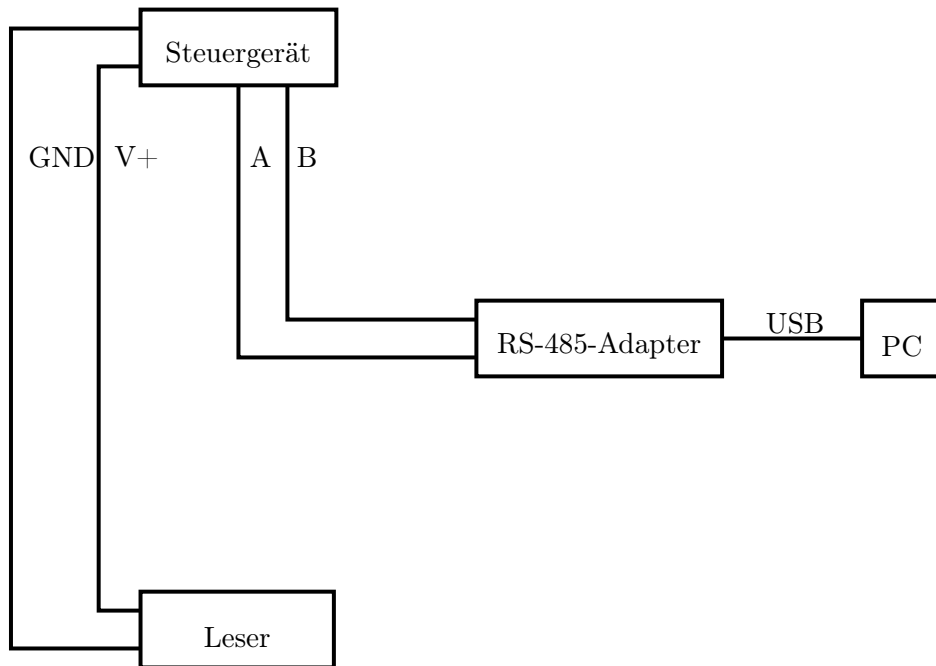 Steuergerät
GND
V+
A
B
USB
RS-485-Adapter
PC
Leser